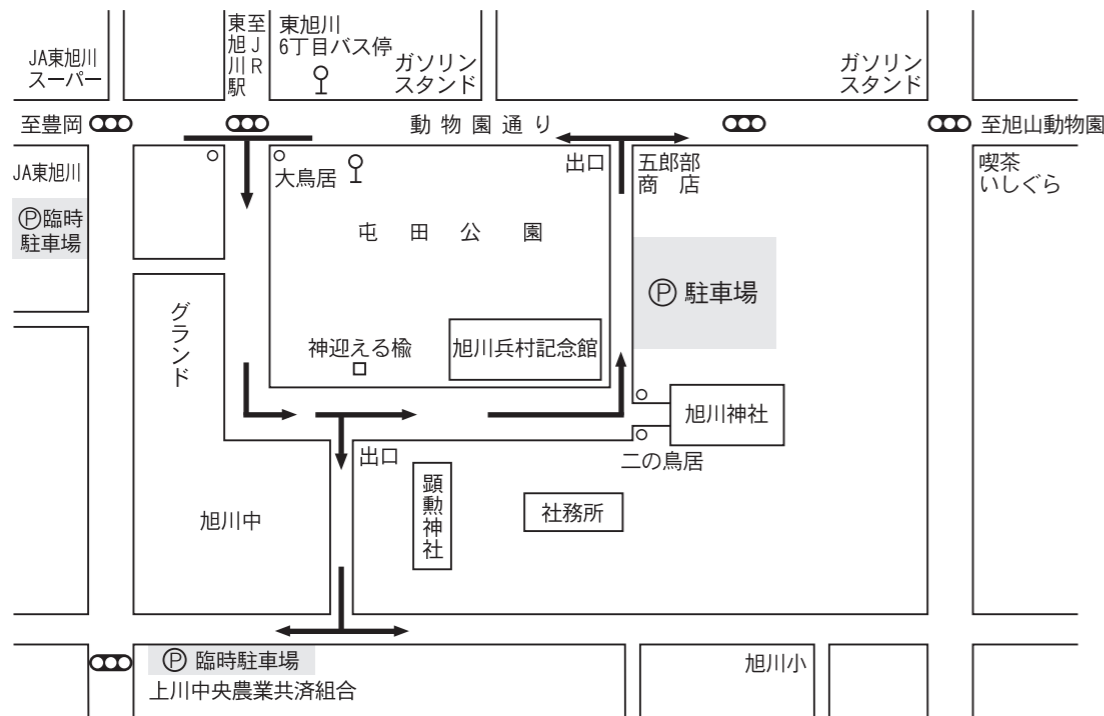 JA東旭川
スーパー
至JR
東旭川駅
東旭川
6丁目バス停
ガソリン
スタンド
ガソリン
スタンド
至豊岡
動物園通り
至旭山動物園
JA東旭川
Ⓟ臨時
駐車場
大鳥居
出口
五郎部
商店
喫茶
いしぐら
屯田公園
Ⓟ 駐車場
グランド
神迎える楡
旭川兵村記念館
旭川神社
二の鳥居
出口
顕勲神社
社務所
旭川中
Ⓟ 臨時駐車場
上川中央農業共済組合
旭川小